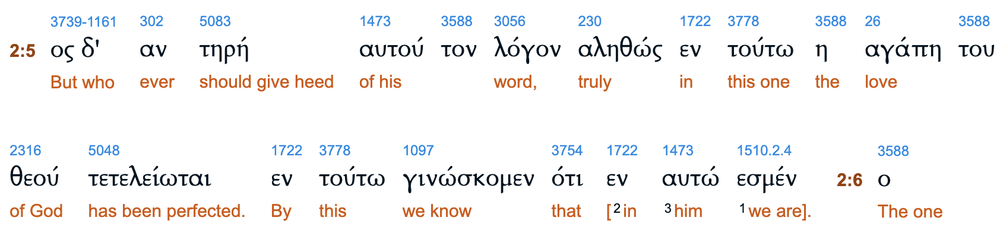 3739-1161 302 5083 1473 3588 3056 230 1722 3778 3588 26 3588
2:5 ος δ' αν τηρή αυτού τον λόγον αληθώς εν τούτω η αγάπη του
But who ever should give heed of his word, truly in this one the love
2316 5048 1722 3778 1097 3754 1722 1473 1510.2.4 3588
θεού τετελείωται εν τούτω γινώσκομεν ότι εν αυτώ εσμέν 2:6 ο
of God has been perfected. By this we know that [2in 3him 1we are]. The one